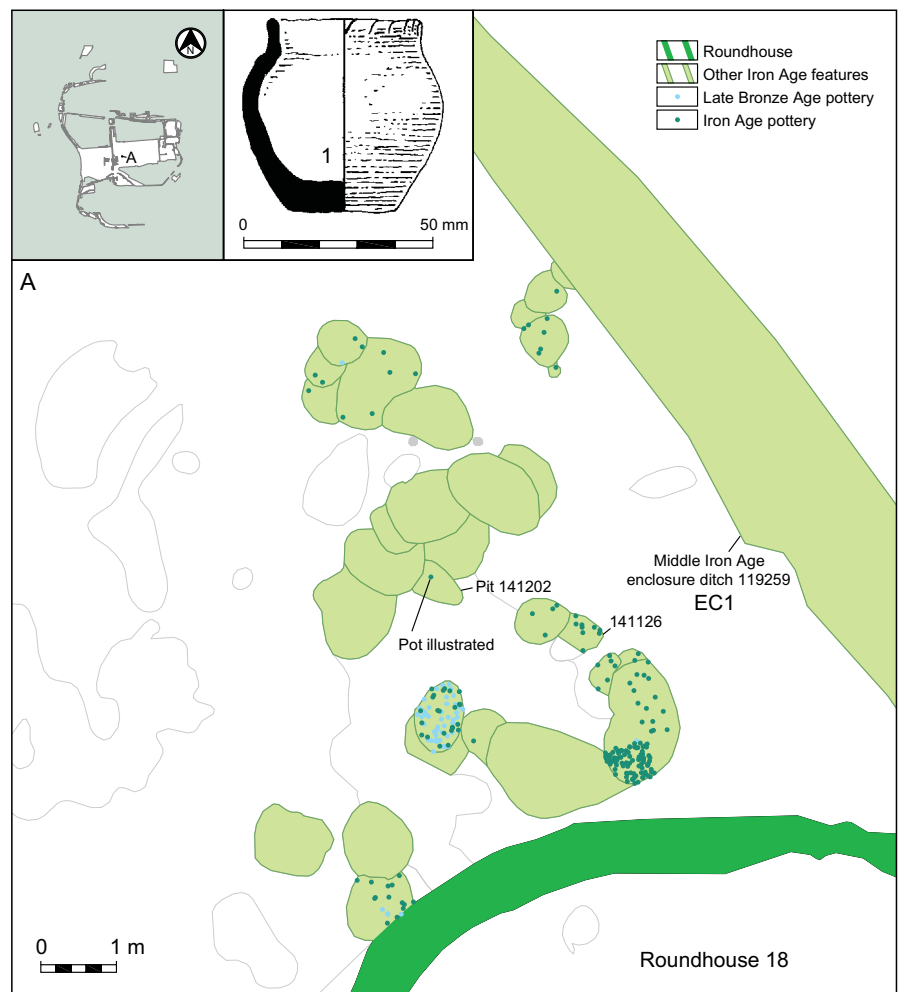 N
A
1
0 50 mm
Roundhouse
Other Iron Age features
Late Bronze Age pottery
Iron Age pottery
A
Middle Iron Age
enclosure ditch 119259
EC1
Pit 141202
141126
Pot illustrated
0 1 m
Roundhouse 18